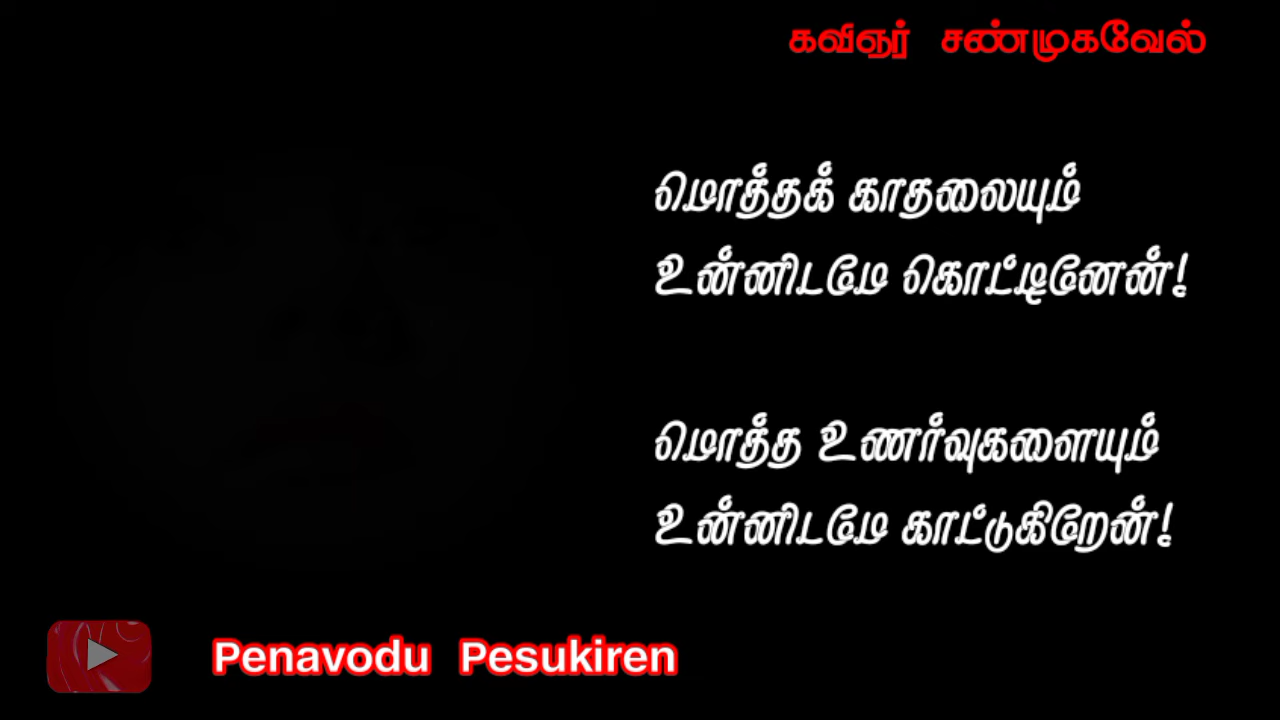 கவிஞர் சண்முகவேல்
மொத்தக் காதலையும்
உன்னிடமே கொட்டினேன்!
மொத்த உணர்வுகளையும்
உன்னிடமே காட்டுகிறேன்!
Penavodu Pesukiren